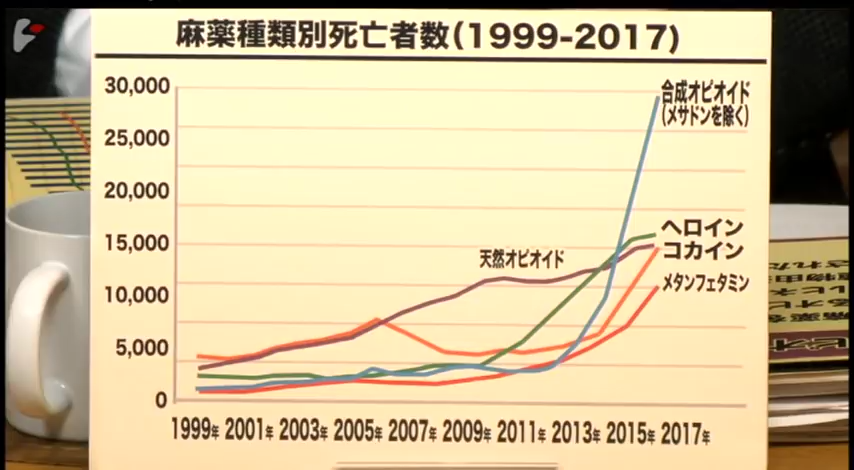 麻薬種類別死亡者数(1999-2017)
30,000
25,000
20,000
15,000
10,000
5,000
0
合成オピオイド
(メサドンを除く)
ヘロイン
コカイン
天然オピオイド
メタンフェタミン
1999年 2001年 2003年 2005年 2007年 2009年 2011年 2013年 2015年 2017年